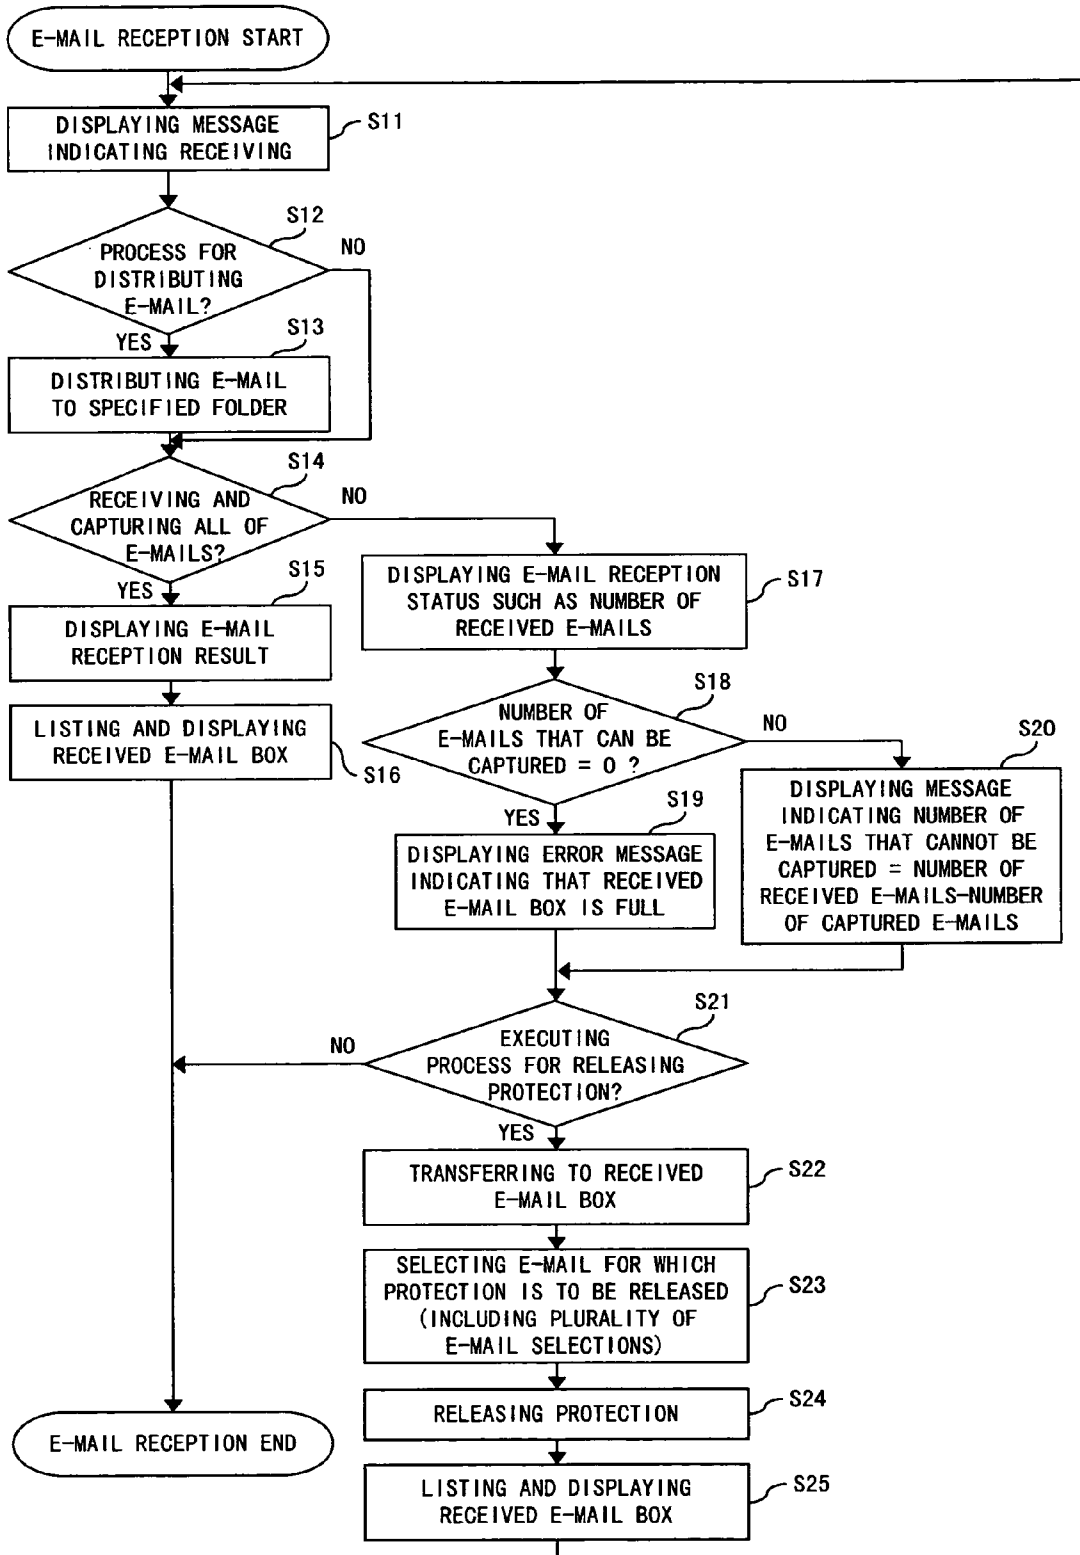 E-MAIL RECEPTION START
DISPLAYING MESSAGE
INDICATING RECEIVING
S11
S12
PROCESS FOR
DISTRIBUTING
E-MAIL?
NO
YES
S13
DISTRIBUTING E-MAIL
TO SPECIFIED FOLDER
S14
RECEIVING AND
CAPTURING ALL OF
E-MAILS?
NO
YES
S15
DISPLAYING E-MAIL
RECEPTION RESULT
LISTING AND DISPLAYING
RECEIVED E-MAIL BOX
S16
DISPLAYING E-MAIL RECEPTION
STATUS SUCH AS NUMBER OF
RECEIVED E-MAILS
S17
S18
NUMBER OF
E-MAILS THAT CAN BE
CAPTURED = 0 ?
NO
YES
S19
DISPLAYING ERROR MESSAGE
INDICATING THAT RECEIVED
E-MAIL BOX IS FULL
S20
DISPLAYING MESSAGE
INDICATING NUMBER OF
E-MAILS THAT CANNOT BE
CAPTURED = NUMBER OF
RECEIVED E-MAILS-NUMBER
OF CAPTURED E-MAILS
S21
EXECUTING
PROCESS FOR RELEASING
PROTECTION?
NO
YES
TRANSFERRING TO RECEIVED
E-MAIL BOX
S22
SELECTING E-MAIL FOR WHICH
PROTECTION IS TO BE RELEASED
(INCLUDING PLURALITY OF
E-MAIL SELECTIONS)
S23
RELEASING PROTECTION
S24
LISTING AND DISPLAYING
RECEIVED E-MAIL BOX
S25
E-MAIL RECEPTION END